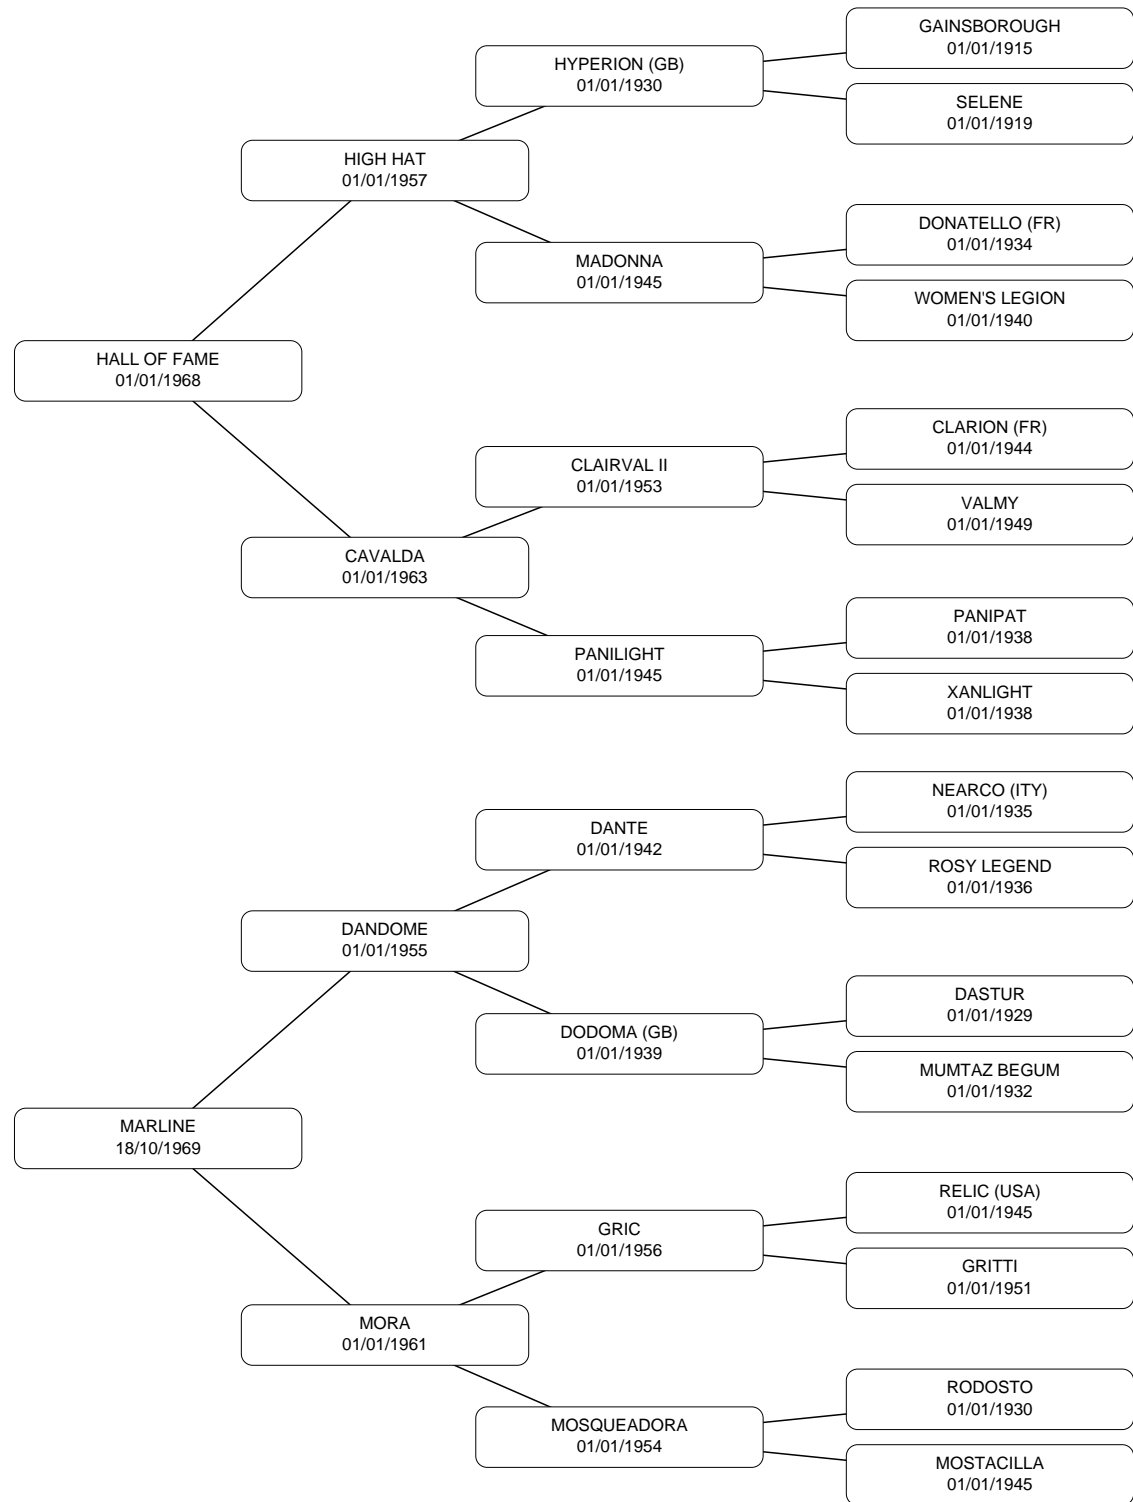 GAINSBOROUGH
01/01/1915
HYPERION (GB)
01/01/1930
SELENE
01/01/1919
HIGH HAT
01/01/1957
DONATELLO (FR)
01/01/1934
MADONNA
01/01/1945
WOMEN'S LEGION
01/01/1940
HALL OF FAME
01/01/1968
CLARION (FR)
01/01/1944
CLAIRVAL II
01/01/1953
VALMY
01/01/1949
CAVALDA
01/01/1963
PANIPAT
01/01/1938
PANILIGHT
01/01/1945
XANLIGHT
01/01/1938
NEARCO (ITY)
01/01/1935
DANTE
01/01/1942
ROSY LEGEND
01/01/1936
DANDOME
01/01/1955
DASTUR
01/01/1929
DODOMA (GB)
01/01/1939
MUMTAZ BEGUM
01/01/1932
MARLINE
18/10/1969
RELIC (USA)
01/01/1945
GRIC
01/01/1956
GRITTI
01/01/1951
MORA
01/01/1961
RODOSTO
01/01/1930
MOSQUEADORA
01/01/1954
MOSTACILLA
01/01/1945